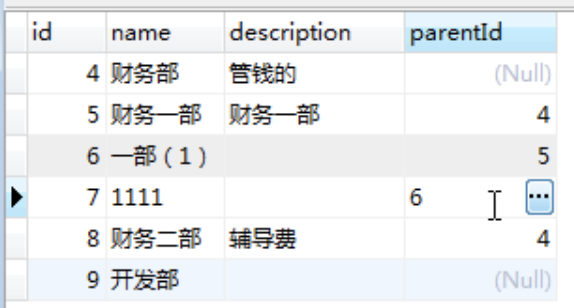 id name description parentId
4 财务部 管钱的 (Null)
5 财务一部 财务一部 4
6 一部（1） 5
7 1111 6 ...
8 财务二部 辅导费 4
9 开发部 (Null)